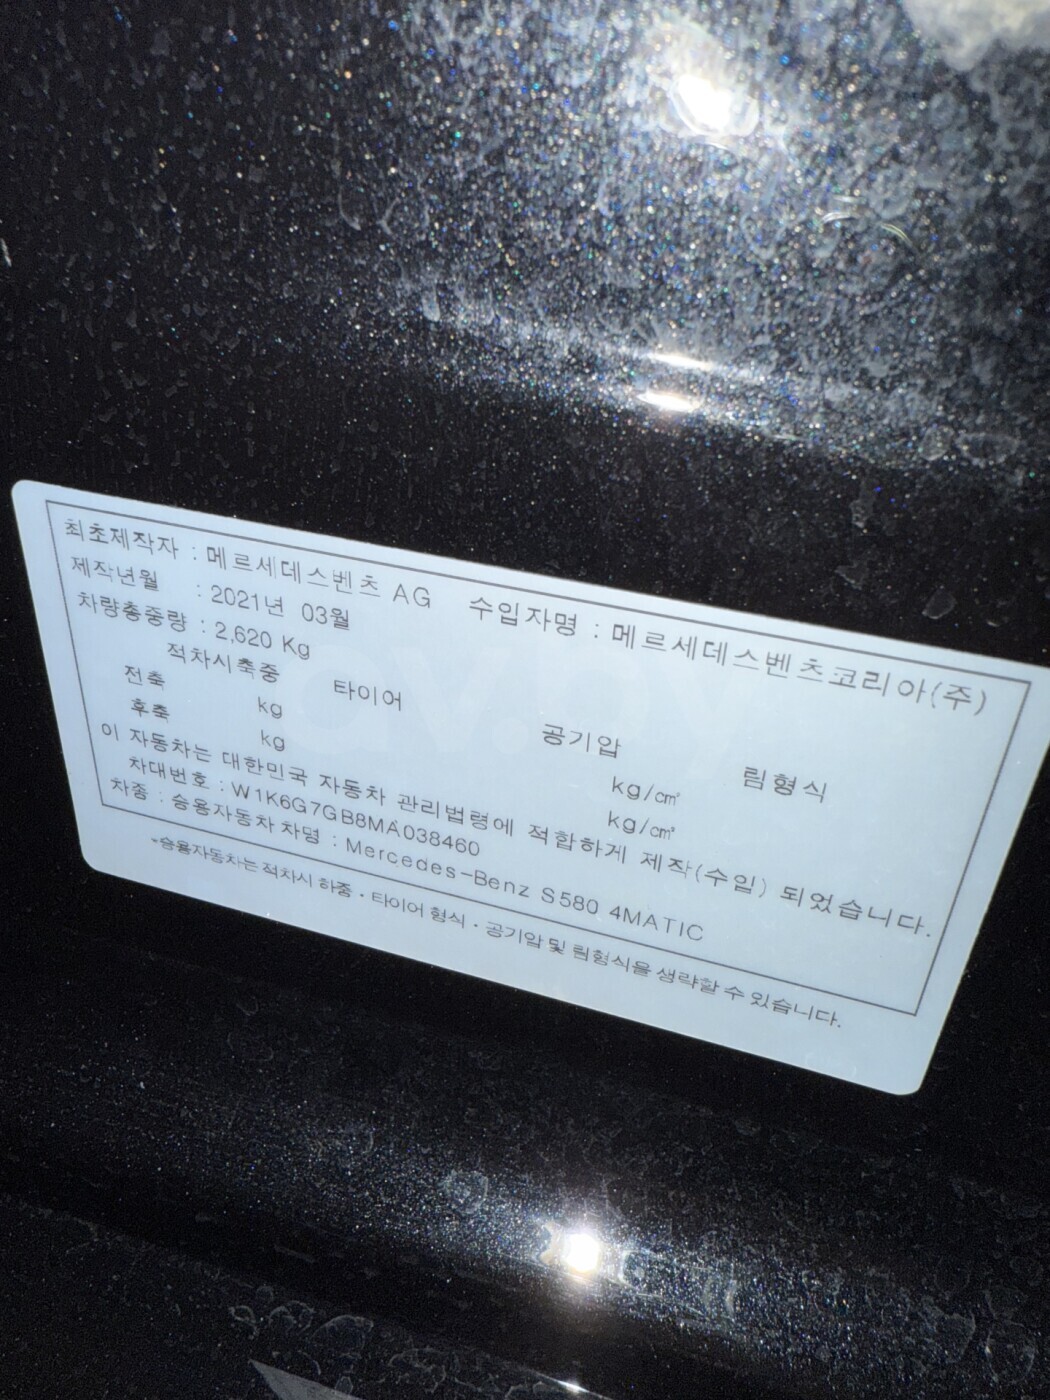 최초제작자 : 메르세데스벤츠 AG 수입자명 : 메르세데스벤츠코리아(주)
제작년월 : 2021년 03월
차량총중량 : 2,620 Kg
적차시축중 타이어 공기압 림형식
전축 kg kg/㎠
후축 kg kg/㎠
이 자동차는 대한민국 자동차 관리법령에 적합하게 제작(수입) 되었습니다.
차대번호 : W1K6G7GB8MA038460
차종 : 승용자동차 차명 : Mercedes-Benz S580 4MATIC
*승용자동차는 적차시 하중 · 타이어 형식 · 공기압 및 림형식을 생략할 수 있습니다.
av.by